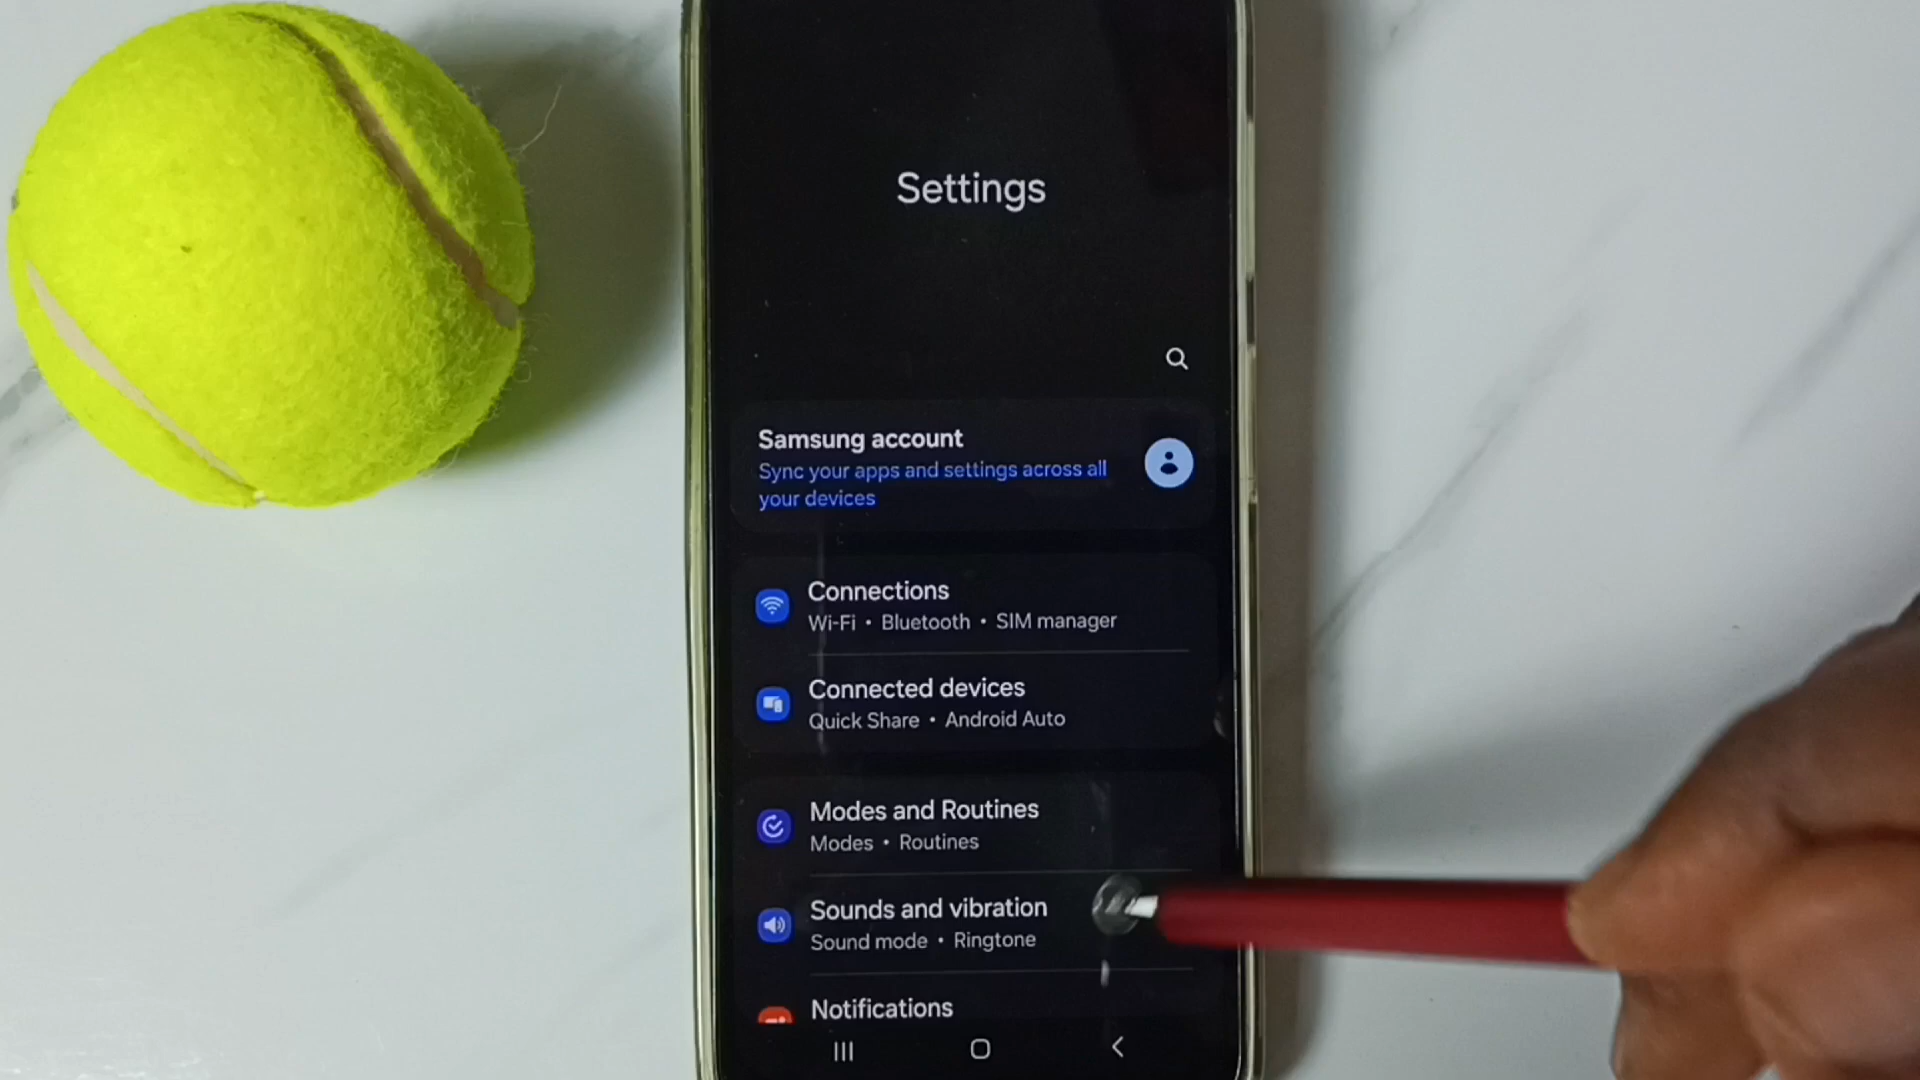 Settings
Samsung account
Sync your apps and settings across all
your devices
Connections
Wi-Fi • Bluetooth • SIM manager
Connected devices
Quick Share • Android Auto
Modes and Routines
Modes • Routines
Sounds and vibration
Sound mode • Ringtone
Notifications